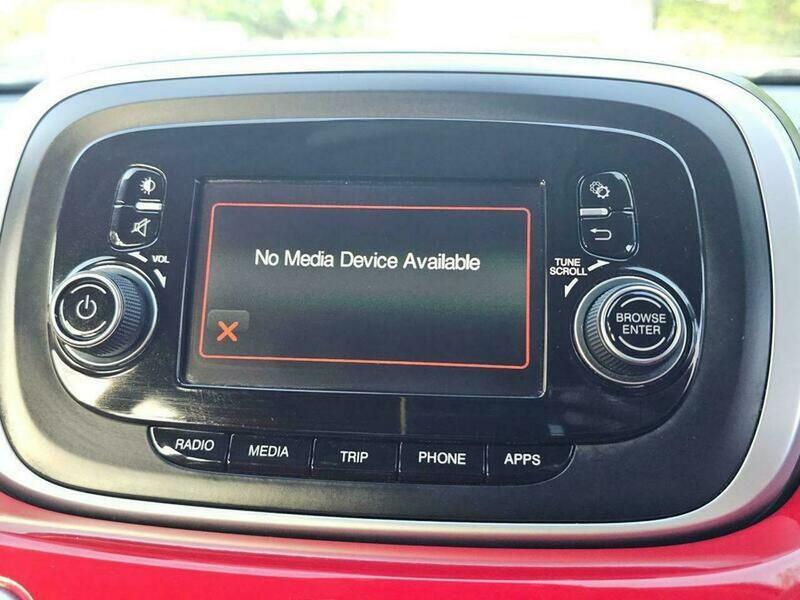 No Media Device Available
VOL
TUNE
SCROLL
BROWSE
ENTER
RADIO
MEDIA
TRIP
PHONE
APPS